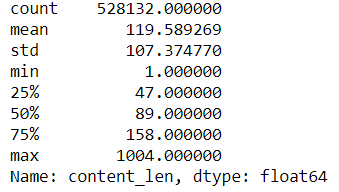 count    528132.000000
mean        119.589269
std         107.374770
min           1.000000
25%          47.000000
50%          89.000000
75%         158.000000
max        1004.000000
Name: content_len, dtype: float64